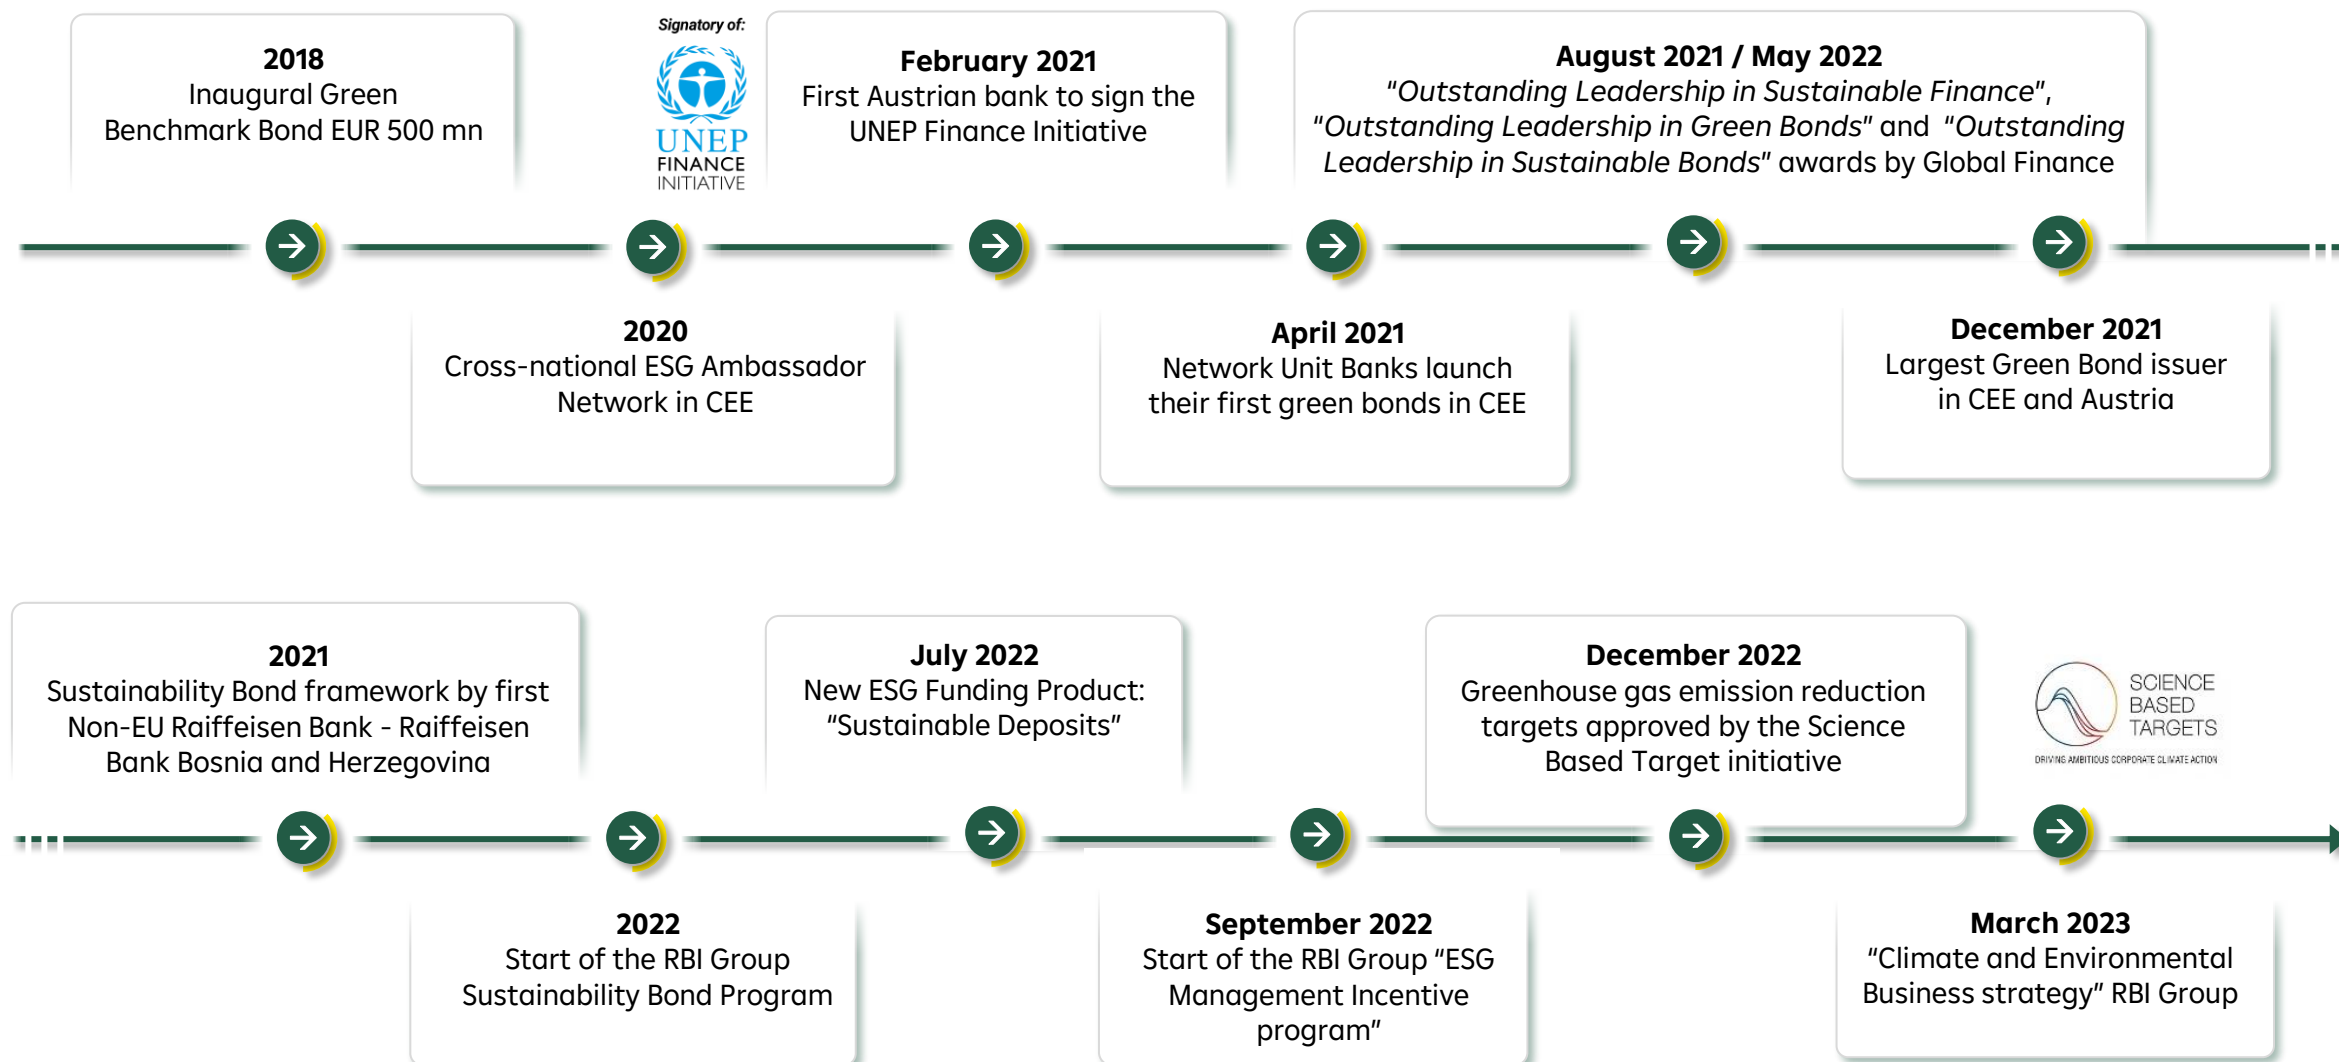 2018
Inaugural Green
Benchmark Bond EUR 500 mn
Signatory of:
UNEP
FINANCE
INITIATIVE
February 2021
First Austrian bank to sign the
UNEP Finance Initiative
August 2021 / May 2022
"Outstanding Leadership in Sustainable Finance",
"Outstanding Leadership in Green Bonds" and "Outstanding
Leadership in Sustainable Bonds" awards by Global Finance
2020
Cross-national ESG Ambassador
Network in CEE
April 2021
Network Unit Banks launch
their first green bonds in CEE
December 2021
Largest Green Bond issuer
in CEE and Austria
2021
Sustainability Bond framework by first
Non-EU Raiffeisen Bank - Raiffeisen
Bank Bosnia and Herzegovina
July 2022
New ESG Funding Product:
"Sustainable Deposits"
December 2022
Greenhouse gas emission reduction
targets approved by the Science
Based Target initiative
SCIENCE
BASED
TARGETS
DRIVING AMBITIOUS CORPORATE CLIMATE ACTION
2022
Start of the RBI Group
Sustainability Bond Program
September 2022
Start of the RBI Group "ESG
Management Incentive
program"
March 2023
"Climate and Environmental
Business strategy" RBI Group